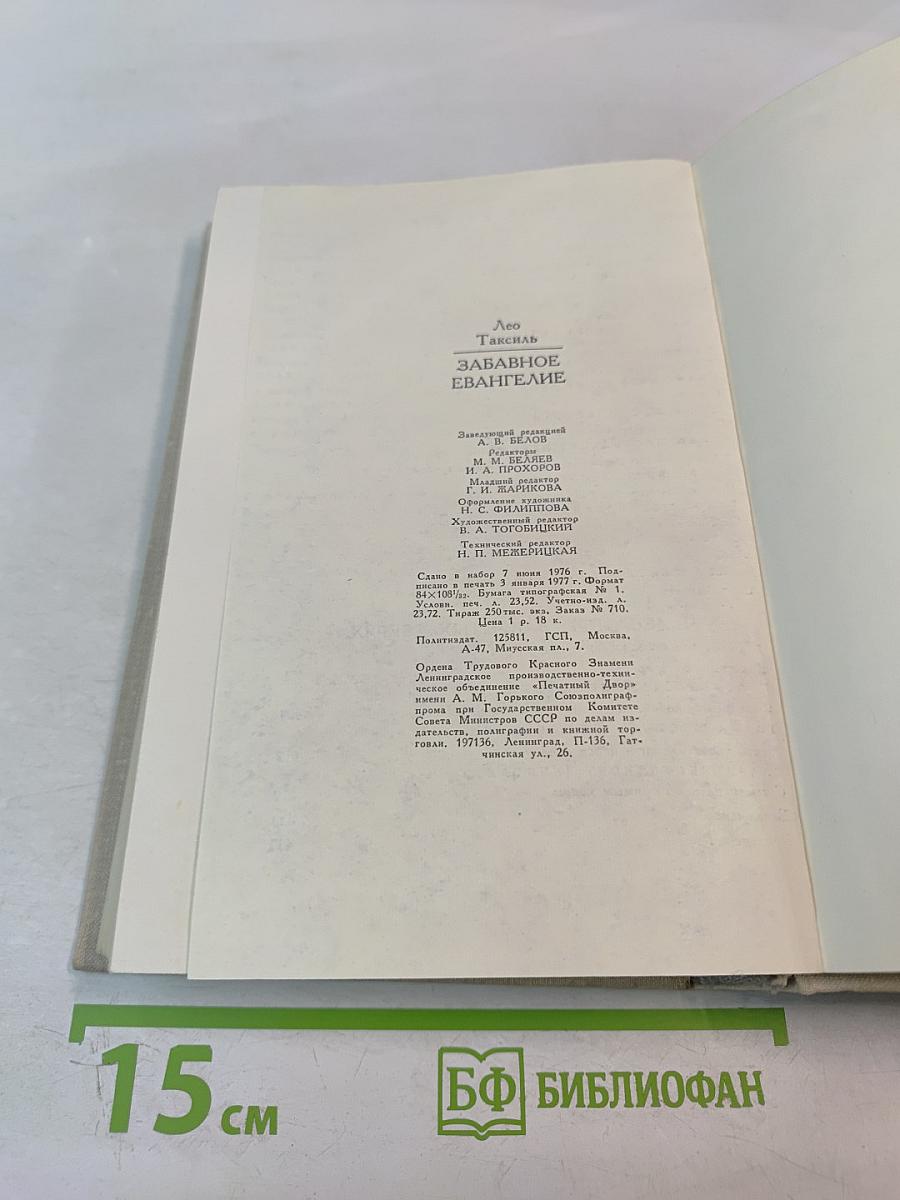 Лео
Таксиль
ЗАБАВНОЕ
ЕВАНГЕЛИЕ
Заведующий редакцией
А. В. БЕЛОВ
Редакторы
М. М. БЕЛЯЕВ
И. А. ПРОХОРОВ
Младший редактор
Г. И. ЖАРИКОВА
Оформление художника
Н. С. ФИЛИППОВА
Художественный редактор
В. А. ТОГОБИЦКИЙ
Технический редактор
Н. П. МЕЖЕРИЦКАЯ
Сдано в набор 7 июня 1976 г. Под-
писано в печать 3 января 1977 г. Формат
84×108¹/₃₂. Бумага типографская № 1.
Условн. печ. л. 23,52. Учетно-изд. л.
23,72. Тираж 250 тыс. экз. Заказ № 710.
Цена 1 р. 18 к.
Политиздат. 125811, ГСП, Москва,
А-47, Миусская пл., 7.
Ордена Трудового Красного Знамени
Ленинградское производственно-техни-
ческое объединение «Печатный Двор»
имени А. М. Горького Союзполиграф-
прома при Государственном Комитете
Совета Министров СССР по делам из-
дательств, полиграфии и книжной тор-
говли. 197136, Ленинград, П-136, Гат-
чинская ул., 26.
15 см
БФ БИБЛИОФАН